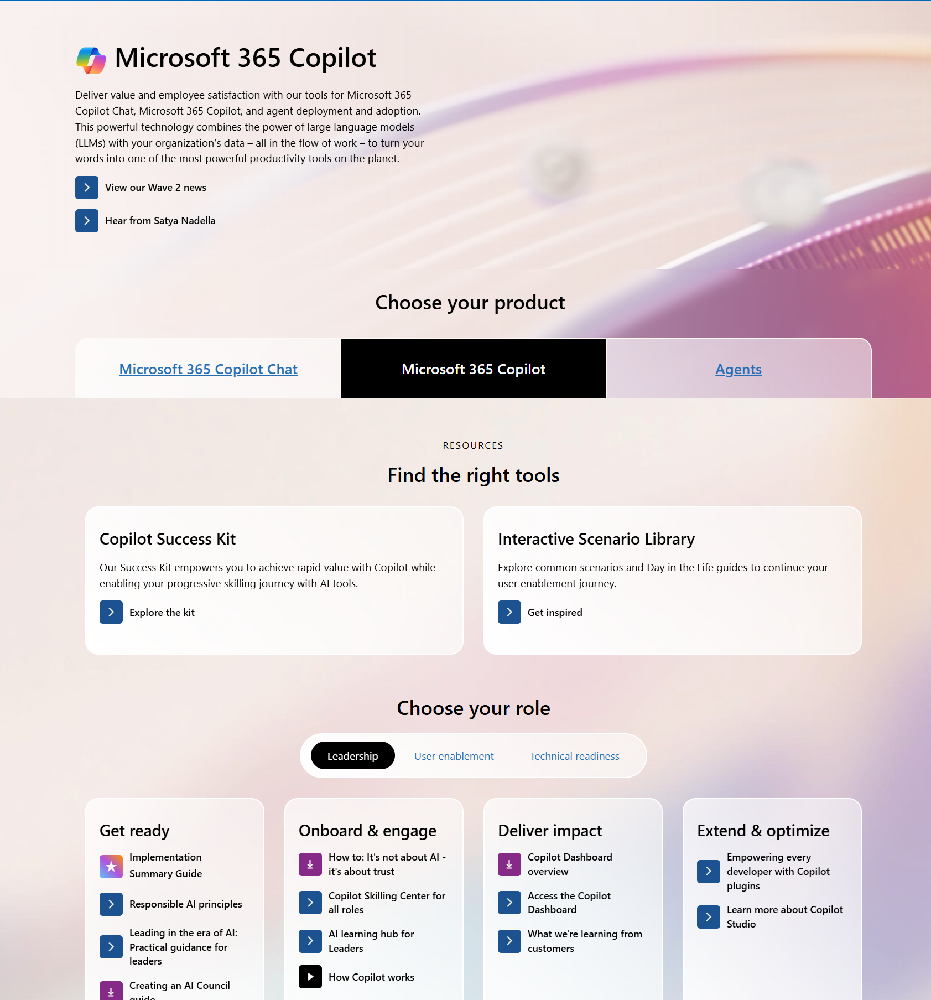 Microsoft 365 Copilot
Deliver value and employee satisfaction with our tools for Microsoft 365
Copilot Chat, Microsoft 365 Copilot, and agent deployment and adoption.
This powerful technology combines the power of large language models
(LLMs) with your organization's data – all in the flow of work – to turn your
words into one of the most powerful productivity tools on the planet.
View our Wave 2 news
Hear from Satya Nadella
Choose your product
Microsoft 365 Copilot Chat
Microsoft 365 Copilot
Agents
RESOURCES
Find the right tools
Copilot Success Kit
Our Success Kit empowers you to achieve rapid value with Copilot while
enabling your progressive skilling journey with AI tools.
Explore the kit
Interactive Scenario Library
Explore common scenarios and Day in the Life guides to continue your
user enablement journey.
Get inspired
Choose your role
Leadership
User enablement
Technical readiness
Get ready
Implementation
Summary Guide
Responsible AI principles
Leading in the era of AI:
Practical guidance for
leaders
Creating an AI Council
guide
Onboard & engage
How to: It's not about AI -
it's about trust
Copilot Skilling Center for
all roles
AI learning hub for
Leaders
How Copilot works
Deliver impact
Copilot Dashboard
overview
Access the Copilot
Dashboard
What we're learning from
customers
Extend & optimize
Empowering every
developer with Copilot
plugins
Learn more about Copilot
Studio